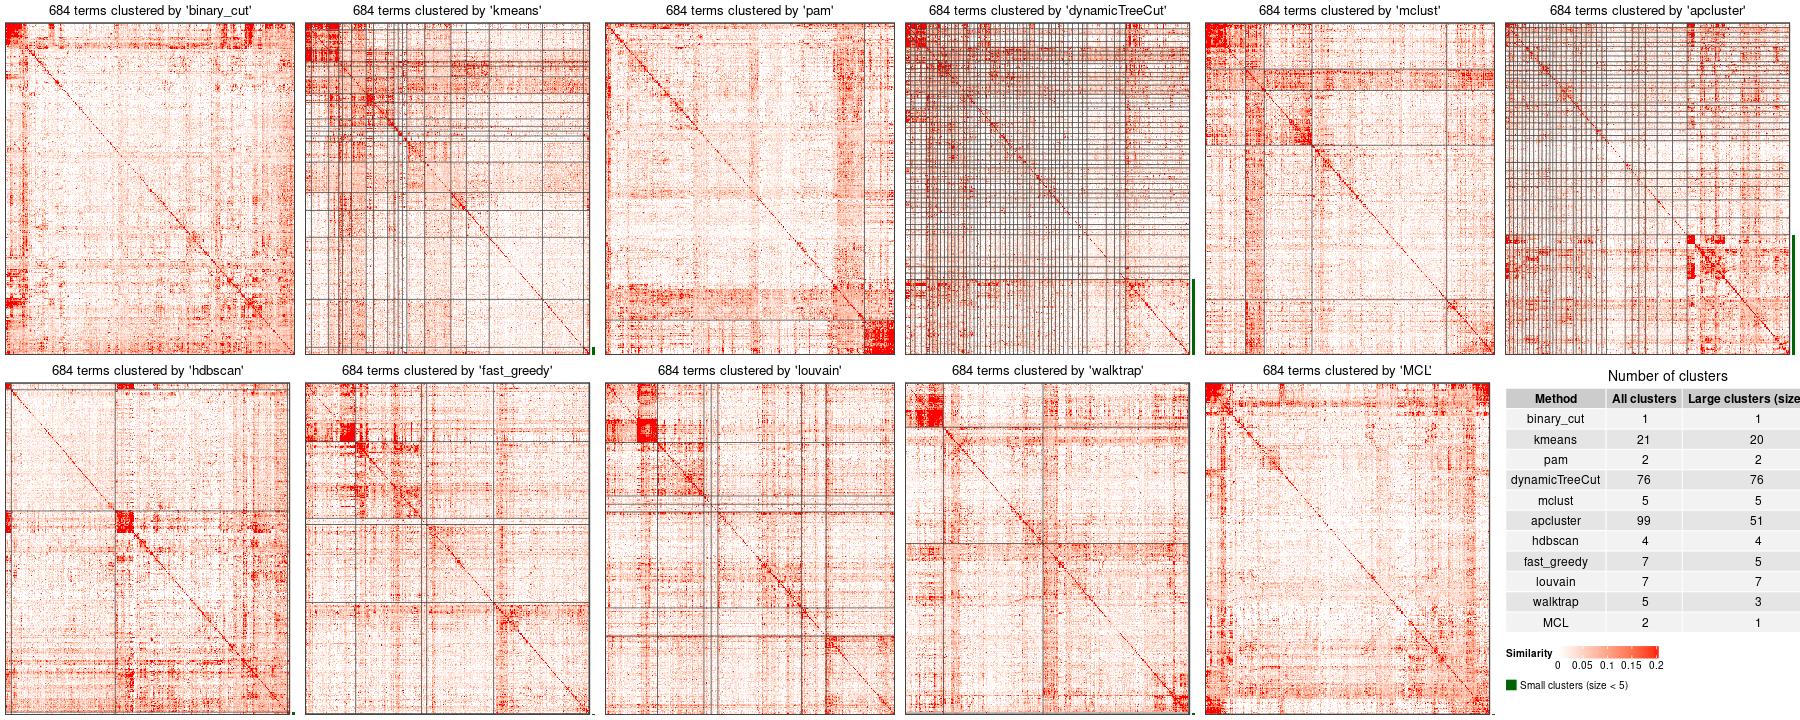 684 terms clustered by 'binary_cut'
684 terms clustered by 'kmeans'
684 terms clustered by 'pam'
684 terms clustered by 'dynamicTreeCut'
684 terms clustered by 'mclust'
684 terms clustered by 'apcluster'
684 terms clustered by 'hdbscan'
684 terms clustered by 'fast_greedy'
684 terms clustered by 'louvain'
684 terms clustered by 'walktrap'
684 terms clustered by 'MCL'
Number of clusters
Method All clusters Large clusters (size
binary_cut 1 1
kmeans 21 20
pam 2 2
dynamicTreeCut 76 76
mclust 5 5
apcluster 99 51
hdbscan 4 4
fast_greedy 7 5
louvain 7 7
walktrap 5 3
MCL 2 1
Similarity
0 0.05 0.1 0.15 0.2
Small clusters (size < 5)